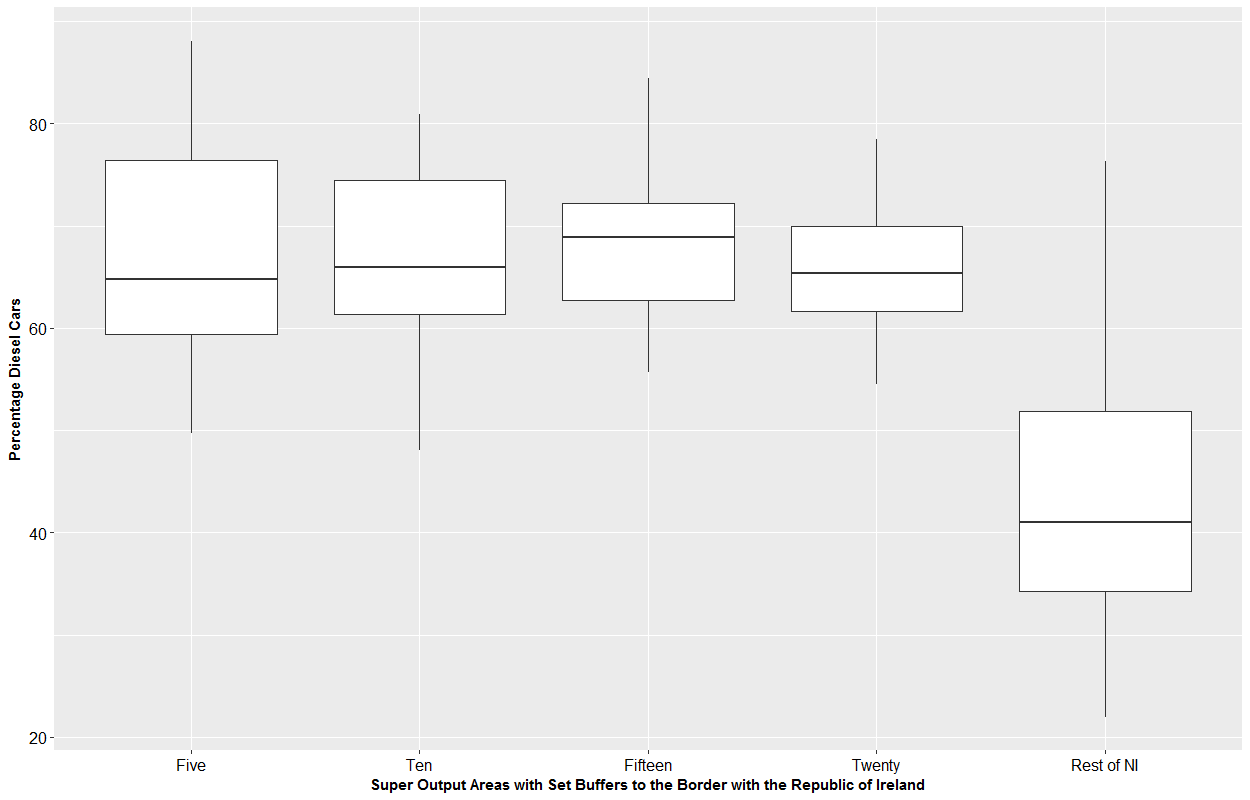 Percentage Diesel Cars
80
60
40
20
Five Ten Fifteen Twenty Rest of NI
Super Output Areas with Set Buffers to the Border with the Republic of Ireland